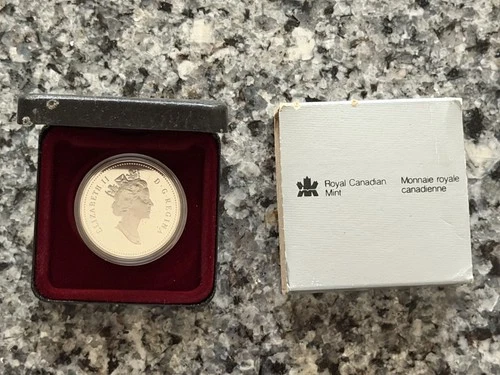 ELIZABETH II D·G·REGINA
Royal Canadian Mint
Monnaie royale canadienne